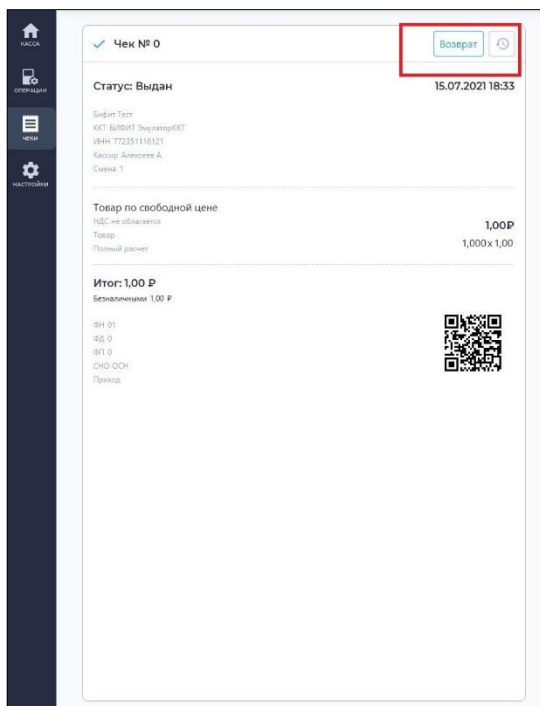 КАССА
ОПЕРАЦИИ
ЧЕКИ
НАСТРОЙКИ
Чек № 0
Возврат
Статус: Выдан
15.07.2021 18:33
Бифит Тест
ККТ БИФИТ ЭмуляторККТ
ИНН 772351116121
Кассир Алексеев А.
Смена 1
Товар по свободной цене
НДС не облагается
Товар
Полный расчет
1,00₽
1,000 x 1,00
Итог: 1,00 ₽
Безналичными 1,00 ₽
ФН 01
ФД 0
ФП 0
СНО ОСН
Приход